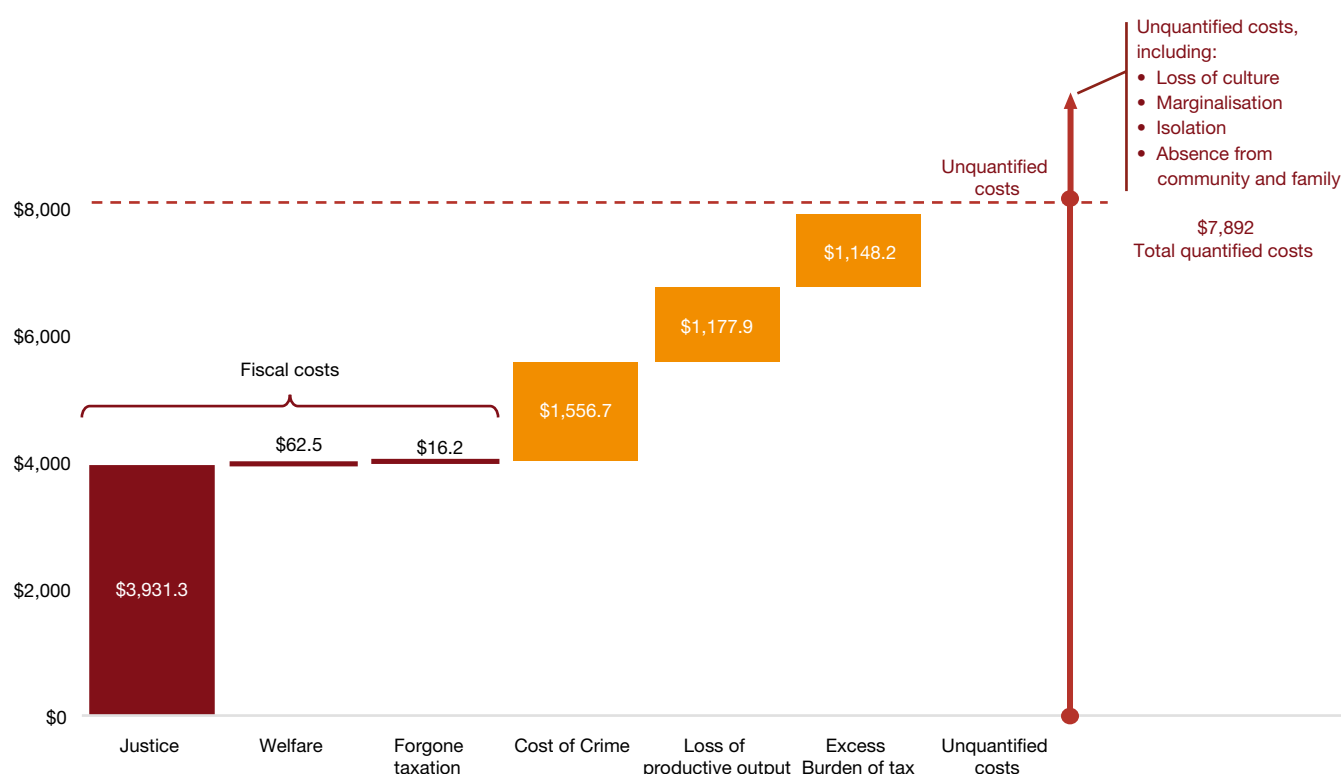 Unquantified costs,
including:
• Loss of culture
• Marginalisation
• Isolation
• Absence from
community and family
Unquantified
costs
$7,892
Total quantified costs
$8,000
$6,000
$4,000
$2,000
$0
Fiscal costs
$3,931.3
$62.5
$16.2
$1,556.7
$1,177.9
$1,148.2
Justice
Welfare
Forgone
taxation
Cost of Crime
Loss of
productive output
Excess
Burden of tax
Unquantified
costs